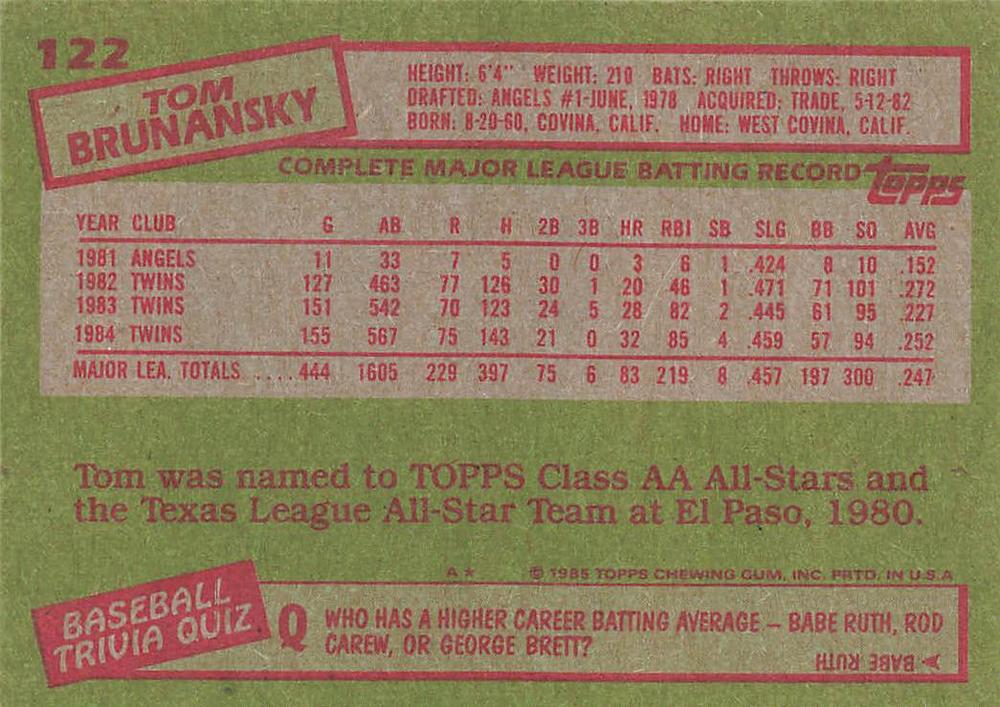 122
TOM
BRUNANSKY
HEIGHT: 6'4" WEIGHT: 210 BATS: RIGHT THROWS: RIGHT
DRAFTED: ANGELS #1-JUNE, 1978 ACQUIRED: TRADE, 5-12-82
BORN: 8-20-60, COVINA, CALIF. HOME: WEST COVINA, CALIF.
COMPLETE MAJOR LEAGUE BATTING RECORD topps
YEAR CLUB G AB R H 2B 3B HR RBI SB SLG BB SO AVG
1981 ANGELS 11 33 7 5 0 0 3 6 1 .424 8 10 .152
1982 TWINS 127 463 77 126 30 1 20 46 1 .471 71 101 .272
1983 TWINS 151 542 70 123 24 5 28 82 2 .445 61 95 .227
1984 TWINS 155 567 75 143 21 0 32 85 4 .459 57 94 .252
MAJOR LEA. TOTALS .... 444 1605 229 397 75 6 83 219 8 .457 197 300 .247
Tom was named to TOPPS Class AA All-Stars and
the Texas League All-Star Team at El Paso, 1980.
A* © 1985 TOPPS CHEWING GUM, INC. PRTD. IN U.S.A
BASEBALL
TRIVIA QUIZ
Q WHO HAS A HIGHER CAREER BATTING AVERAGE – BABE RUTH, ROD
CAREW, OR GEORGE BRETT?
A BABE RUTH